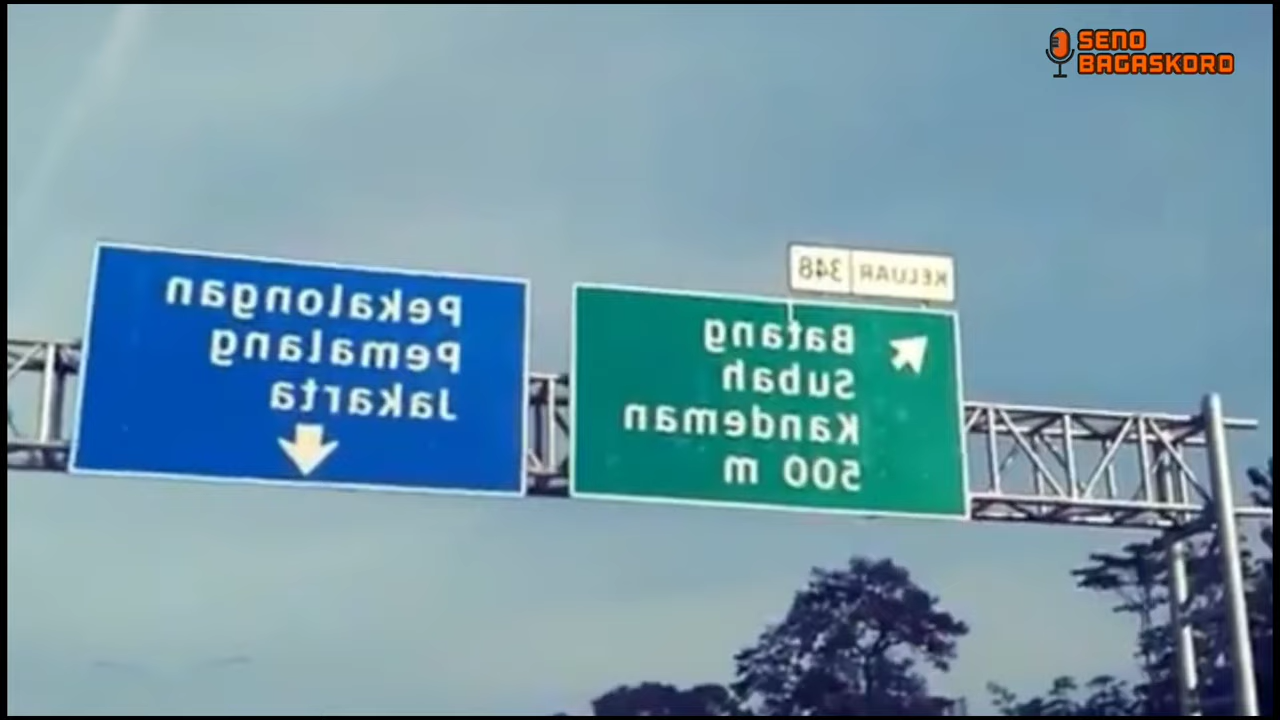 SENO
BAGASKORO
Pekalongan
Pemalang
Jakarta
KELUAR 348
Batang
Subah
Kandeman
500 m